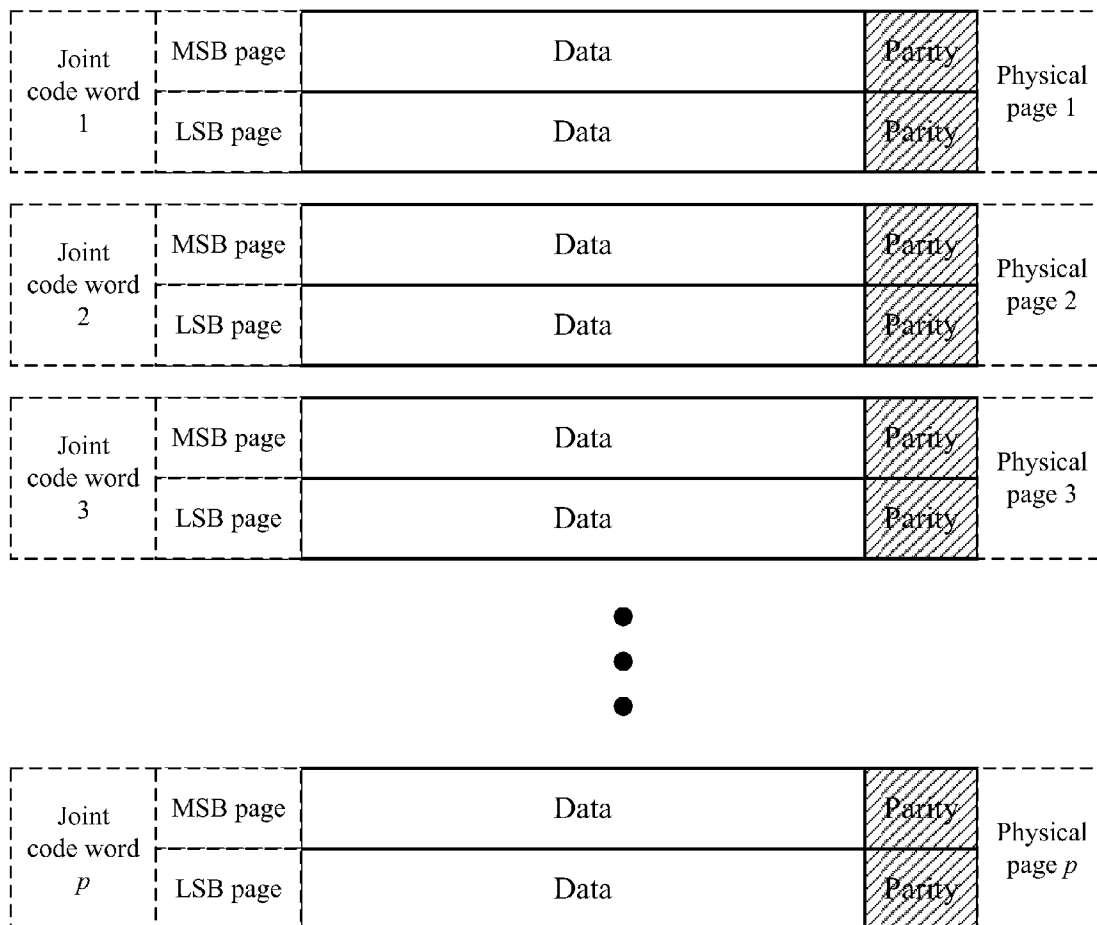 Joint
code word
1
MSB page
Data
Parity
LSB page
Data
Parity
Physical
page 1
Joint
code word
2
MSB page
Data
Parity
LSB page
Data
Parity
Physical
page 2
Joint
code word
3
MSB page
Data
Parity
LSB page
Data
Parity
Physical
page 3
Joint
code word
p
MSB page
Data
Parity
LSB page
Data
Parity
Physical
page p